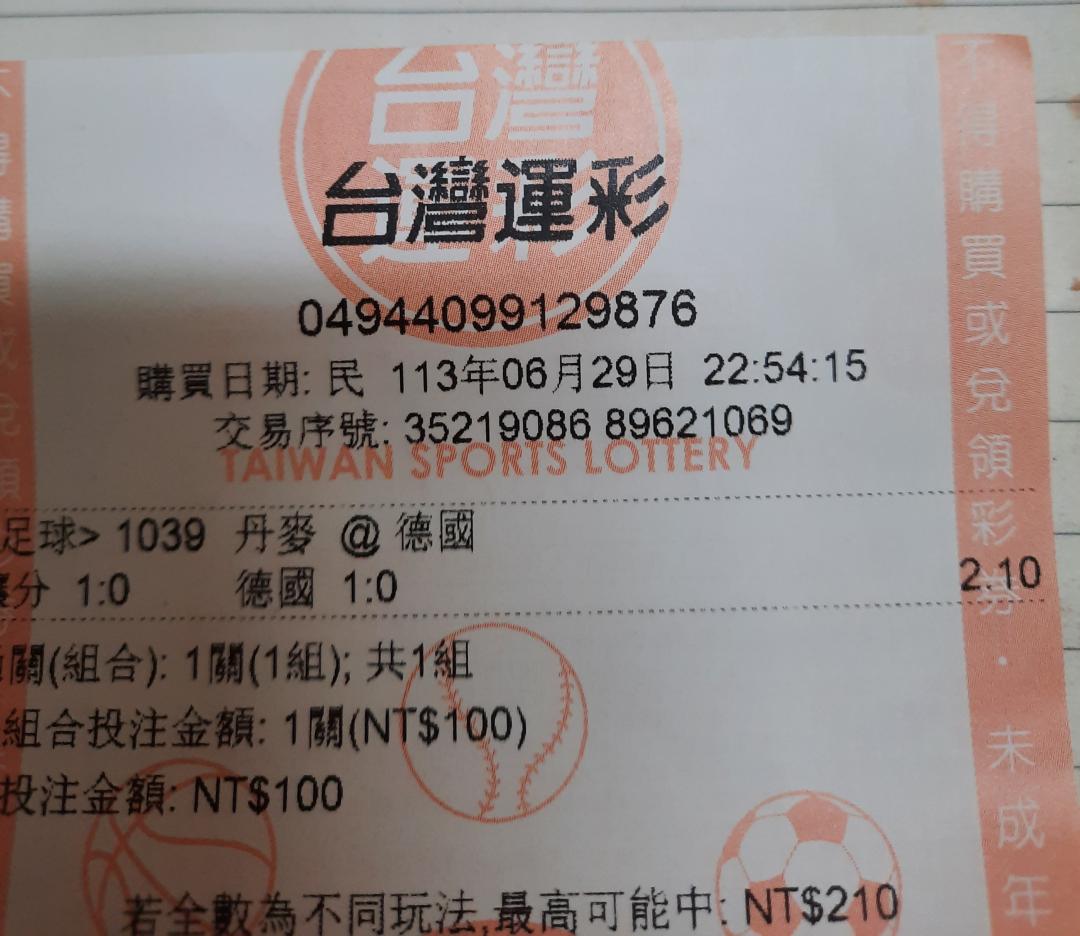 台灣
台灣運彩
04944099129876
購買日期: 民 113年06月29日 22:54:15
交易序號: 35219086 89621069
TAIWAN SPORTS LOTTERY
足球> 1039 丹麥 @ 德國
分 1:0 德國 1:0 2.10
關(組合): 1關(1組); 共1組
組合投注金額: 1關(NT$100)
投注金額: NT$100
若全數為不同玩法,最高可能中: NT$210
不得購買或兌領彩券·未成年